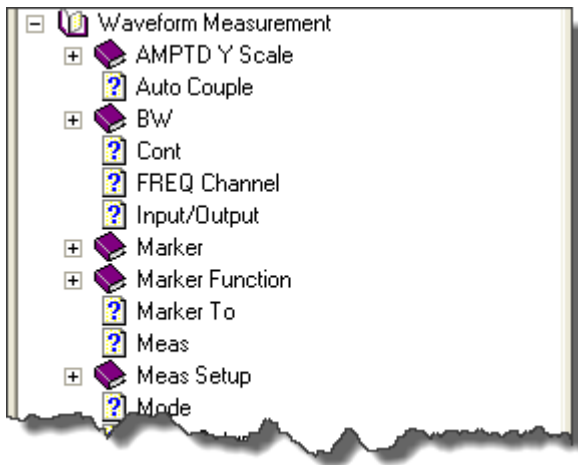 Waveform Measurement
AMPTD Y Scale
Auto Couple
BW
Cont
FREQ Channel
Input/Output
Marker
Marker Function
Marker To
Meas
Meas Setup
Mode